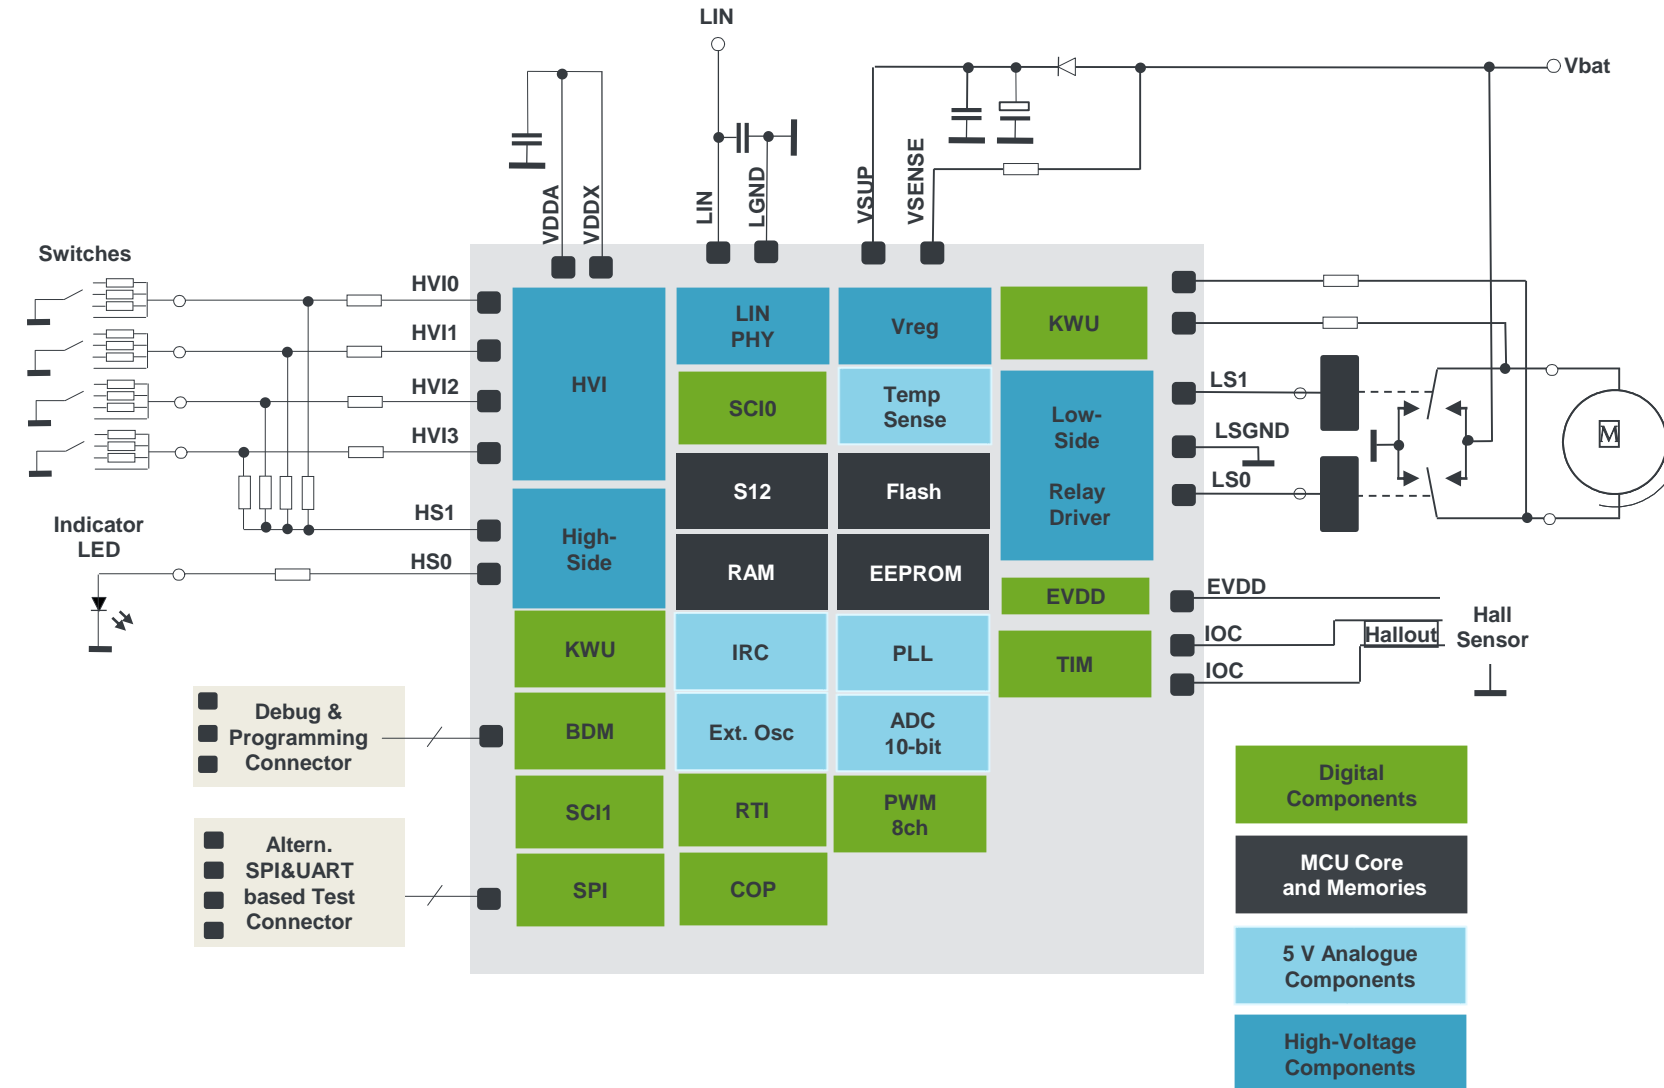 LIN
Vbat
VDDA
VDDX
LIN
LGND
VSUP
VSENSE
Switches
HVI0
HVI1
HVI2
HVI3
HS1
HS0
Indicator
LED
HVI
LIN
PHY
Vreg
KWU
SCI0
Temp
Sense
Low-
Side
Relay
Driver
S12
Flash
High-
Side
RAM
EEPROM
EVDD
KWU
IRC
PLL
TIM
BDM
Ext. Osc
ADC
10-bit
SCI1
RTI
PWM
8ch
SPI
COP
LS1
LSGND
LS0
M
EVDD
IOC
IOC
Hallout
Hall
Sensor
Debug &
Programming
Connector
Altern.
SPI&UART
based Test
Connector
Digital
Components
MCU Core
and Memories
5 V Analogue
Components
High-Voltage
Components